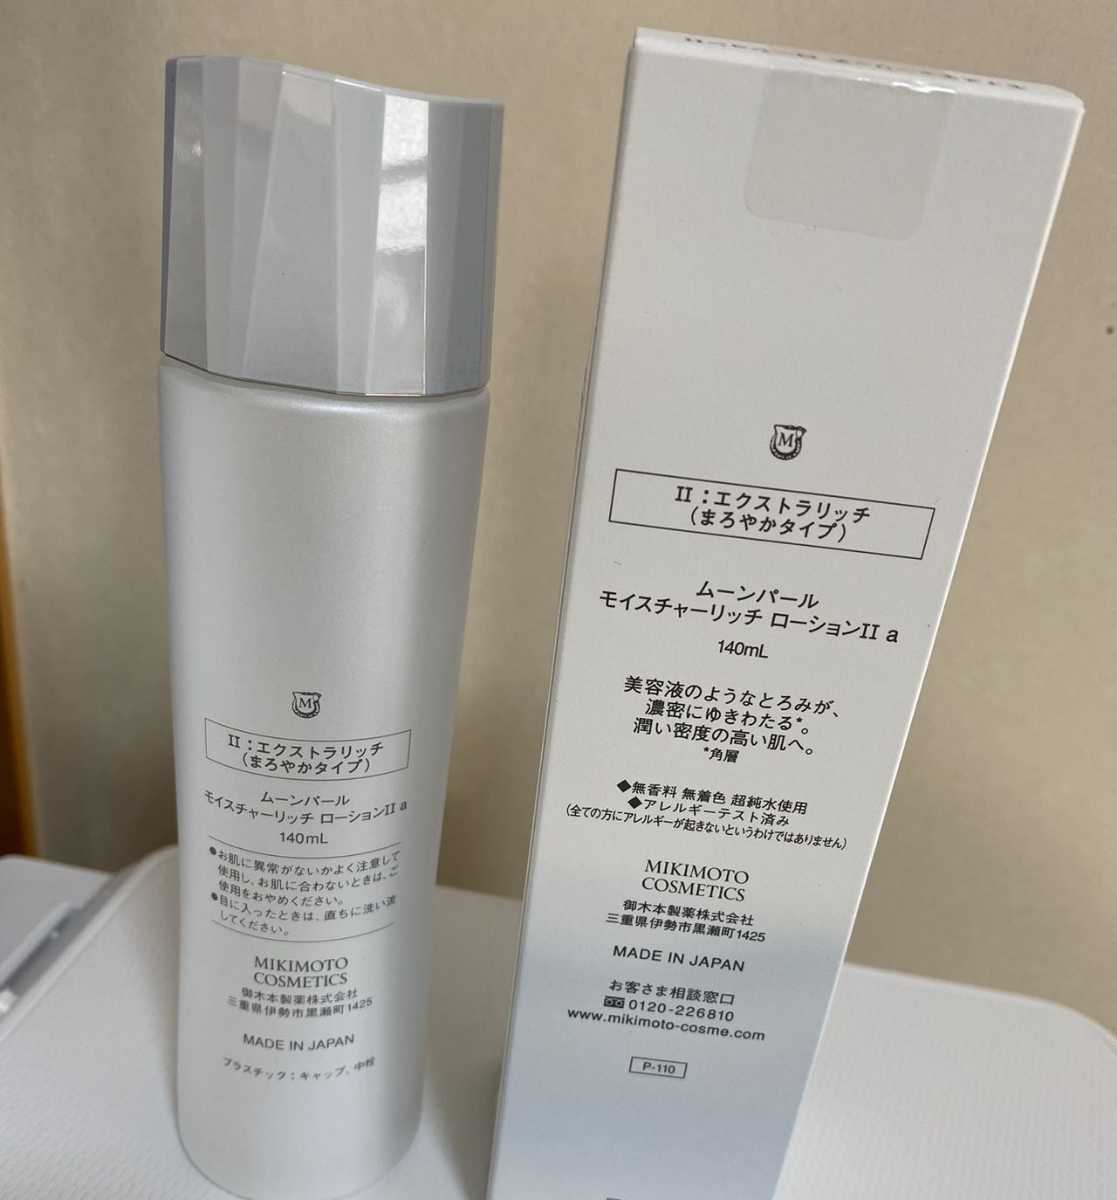 M
II：エクストラリッチ
（まろやかタイプ）
ムーンパール
モイスチャーリッチ ローションII a
140mL
●お肌に異常がないかよく注意して
使用し、お肌に合わないときは、ご
使用をおやめください。
●目に入ったときは、直ちに洗い流
してください。
MIKIMOTO
COSMETICS
御木本製薬株式会社
三重県伊勢市黒瀬町1425
MADE IN JAPAN
プラスチック：キャップ、中栓
M
II：エクストラリッチ
（まろやかタイプ）
ムーンパール
モイスチャーリッチ ローションII a
140mL
美容液のようなとろみが、
濃密にゆきわたる*。
潤い密度の高い肌へ。
*角層
◆無香料 無着色 超純水使用
◆アレルギーテスト済み
（全ての方にアレルギーが起きないというわけではありません）
MIKIMOTO
COSMETICS
御木本製薬株式会社
三重県伊勢市黒瀬町1425
MADE IN JAPAN
お客さま相談窓口
0120-226810
www.mikimoto-cosme.com
P-110